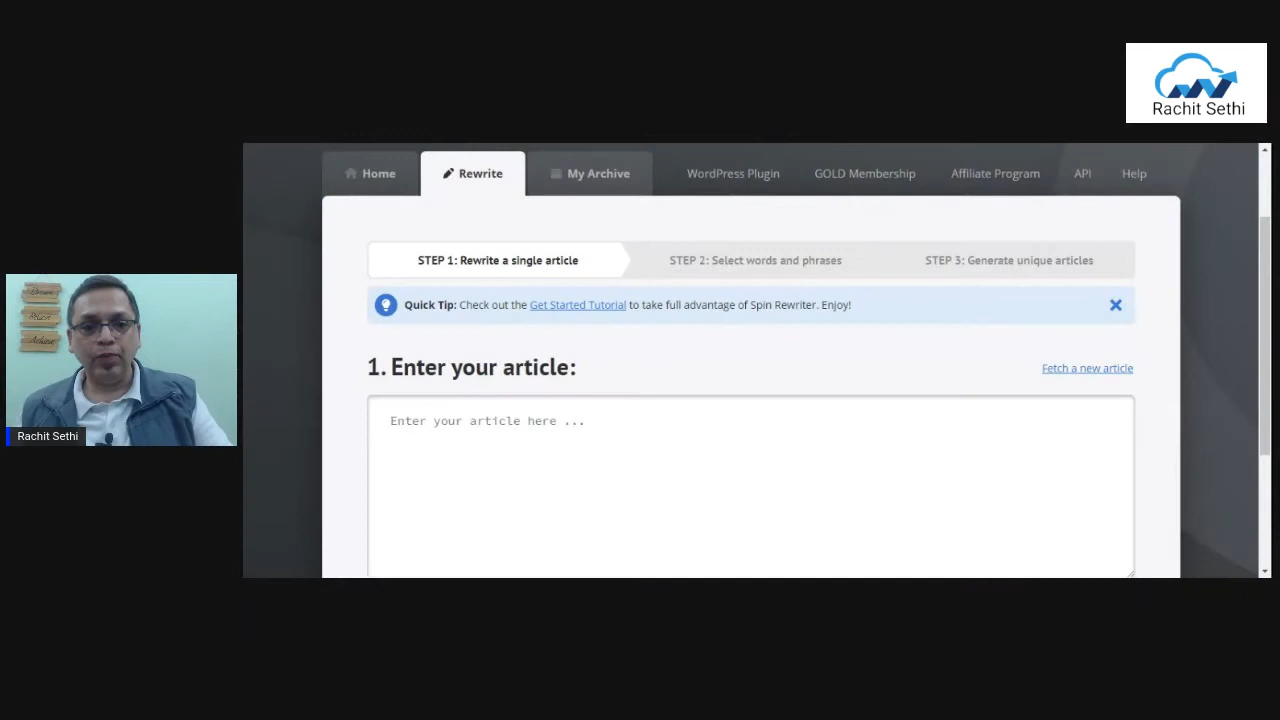 Rachit Sethi
Home
Rewrite
My Archive
WordPress Plugin
GOLD Membership
Affiliate Program
API
Help
STEP 1: Rewrite a single article
STEP 2: Select words and phrases
STEP 3: Generate unique articles
Quick Tip: Check out the Get Started Tutorial to take full advantage of Spin Rewriter. Enjoy!
1. Enter your article:
Fetch a new article
Enter your article here ...
Achieve
Rachit Sethi